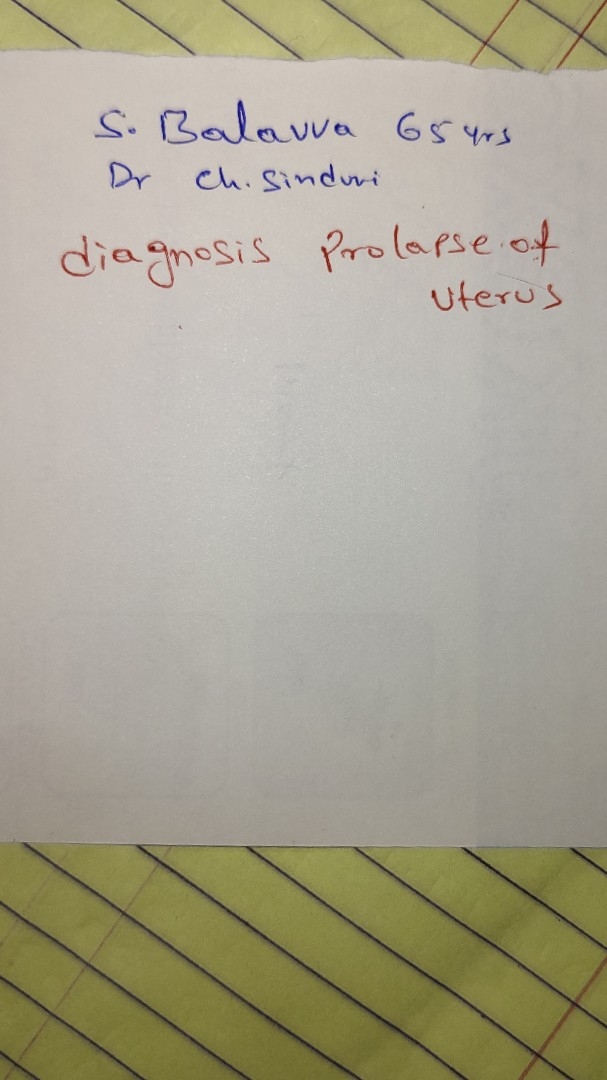 S. Balavva 65 yrs
Dr Ch. Sinduri
diagnosis Prolapse of
Uterus